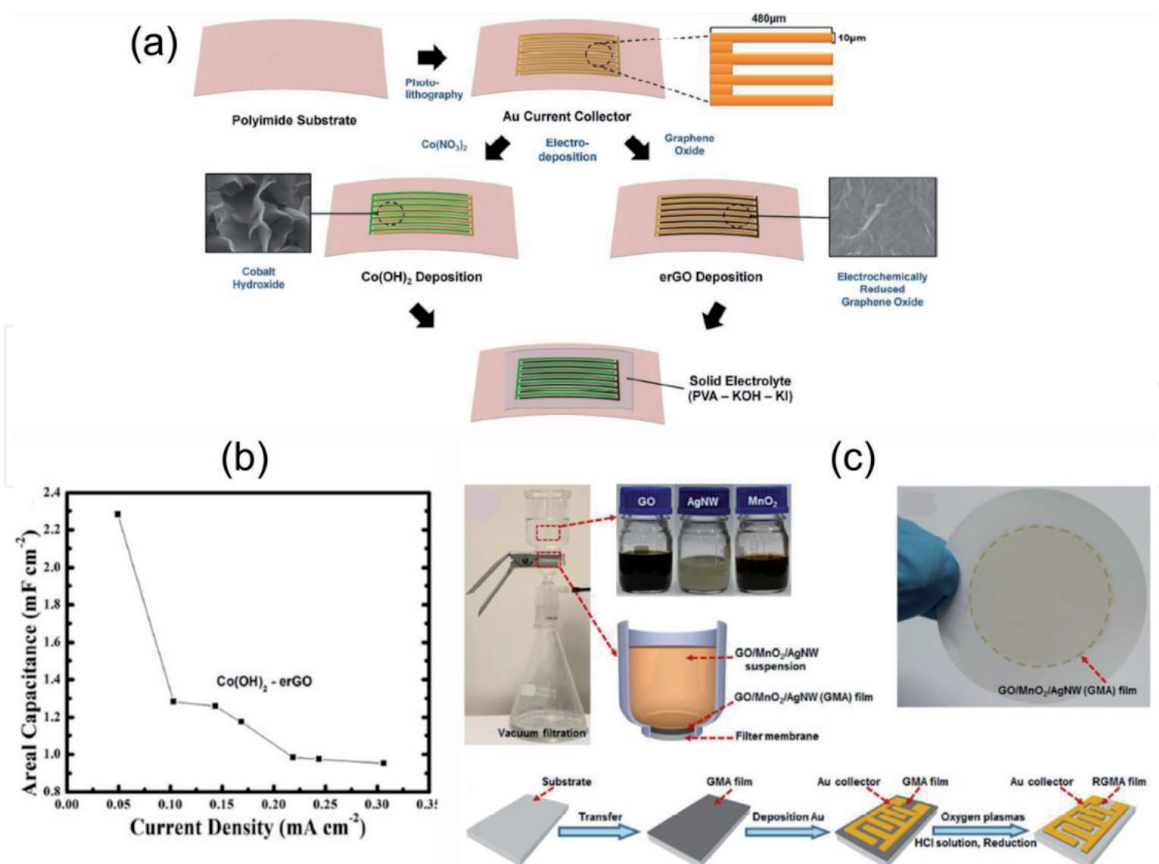 (a)
480μm
10μm
Photo-
lithography
Polyimide Substrate
Au Current Collector
Co(NO₃)₂
Electro-
deposition
Graphene
Oxide
Cobalt
Hydroxide
Co(OH)₂ Deposition
erGO Deposition
Electrochemically
Reduced
Graphene Oxide
Solid Electrolyte
(PVA – KOH – KI)
(b)
Areal Capacitance (mF cm⁻²)
2.4
2.2
2.0
1.8
1.6
1.4
1.2
1.0
0.8
Co(OH)₂ - erGO
0.00 0.05 0.10 0.15 0.20 0.25 0.30 0.35
Current Density (mA cm⁻²)
(c)
GO
AgNW
MnO₂
GO/MnO₂/AgNW
suspension
GO/MnO₂/AgNW (GMA) film
Filter membrane
Vacuum filtration
GO/MnO₂/AgNW (GMA) film
Substrate
GMA film
Au collector
GMA film
Au collector
RGMA film
Transfer
Deposition Au
Oxygen plasmas
HCl solution, Reduction